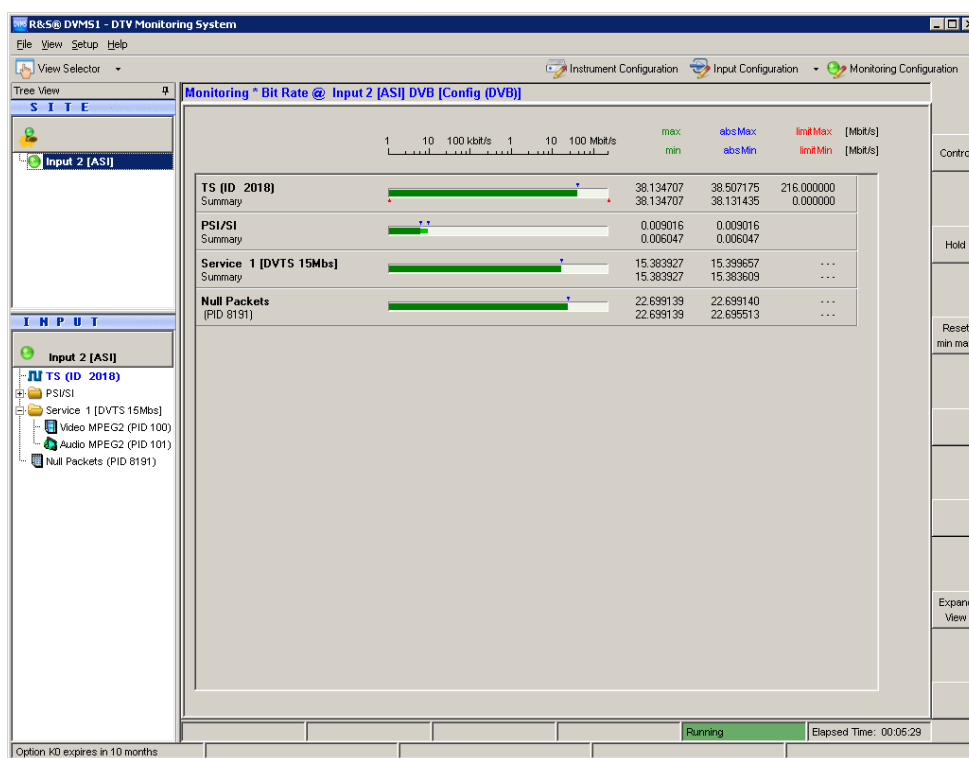 R&S® DVMS1 - DTV Monitoring System
File View Setup Help
View Selector Instrument Configuration Input Configuration Monitoring Configuration
Tree View
SITE
Input 2 [ASI]
INPUT
Input 2 [ASI]
TS (ID 2018)
PSI/SI
Service 1 [DVTS 15Mbs]
Video MPEG2 (PID 100)
Audio MPEG2 (PID 101)
Null Packets (PID 8191)
Monitoring * Bit Rate @ Input 2 [ASI] DVB [Config (DVB)]
1 10 100 kbit/s 1 10 100 Mbit/s max absMax limitMax [Mbit/s]
min absMin limitMin [Mbit/s]
TS (ID 2018) 38.134707 38.507175 216.000000
Summary 38.134707 38.131435 0.000000
PSI/SI 0.009016 0.009016
Summary 0.006047 0.006047
Service 1 [DVTS 15Mbs] 15.383927 15.399657 ---
Summary 15.383927 15.383609 ---
Null Packets 22.699139 22.699140 ---
(PID 8191) 22.699139 22.695513 ---
Contro
Hold
Reset
min ma
Expan
View
Running Elapsed Time: 00:05:29
Option K0 expires in 10 months